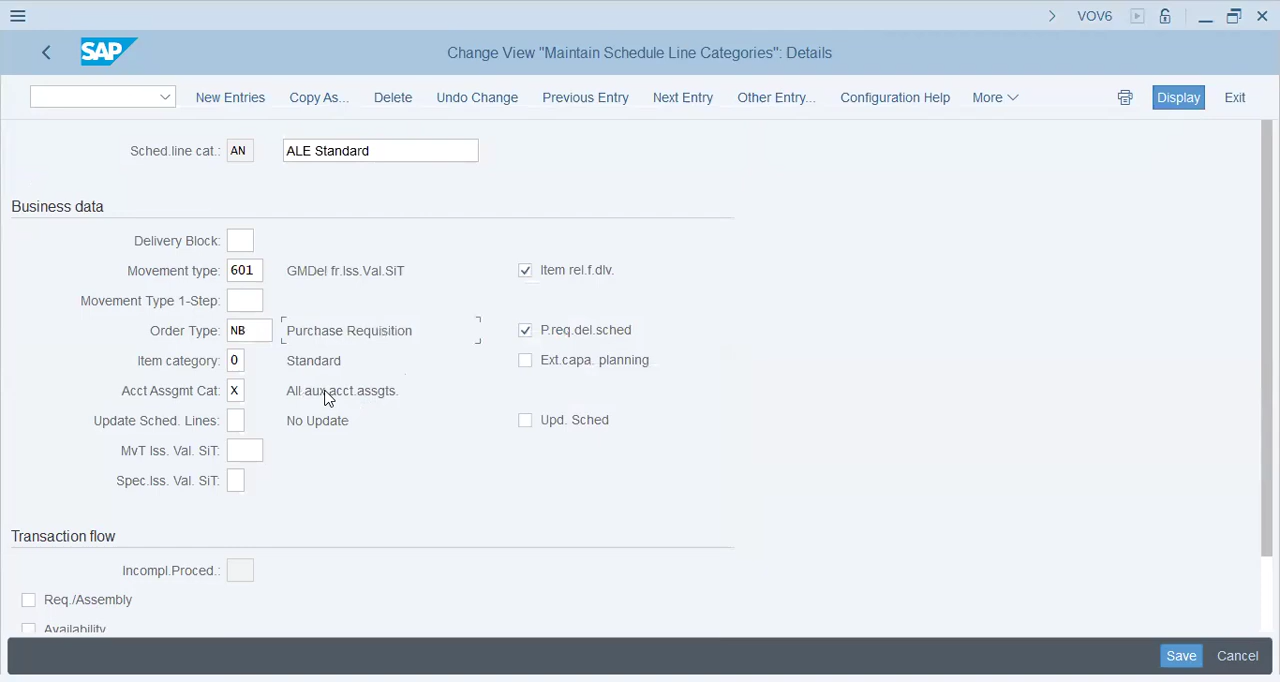 VOV6
SAP
Change View "Maintain Schedule Line Categories": Details
New Entries Copy As... Delete Undo Change Previous Entry Next Entry Other Entry... Configuration Help More Display Exit
Sched.line cat.: AN ALE Standard
Business data
Delivery Block:
Movement type: 601 GMDel fr.Iss.Val.SiT Item rel.f.dlv.
Movement Type 1-Step:
Order Type: NB Purchase Requisition P.req.del.sched
Item category: 0 Standard Ext.capa. planning
Acct Assgmt Cat: X All aux.acct.assgts.
Update Sched. Lines: No Update Upd. Sched
MvT Iss. Val. SiT:
Spec.Iss. Val. SiT:
Transaction flow
Incompl.Proced.:
Req./Assembly
Availability
Save Cancel